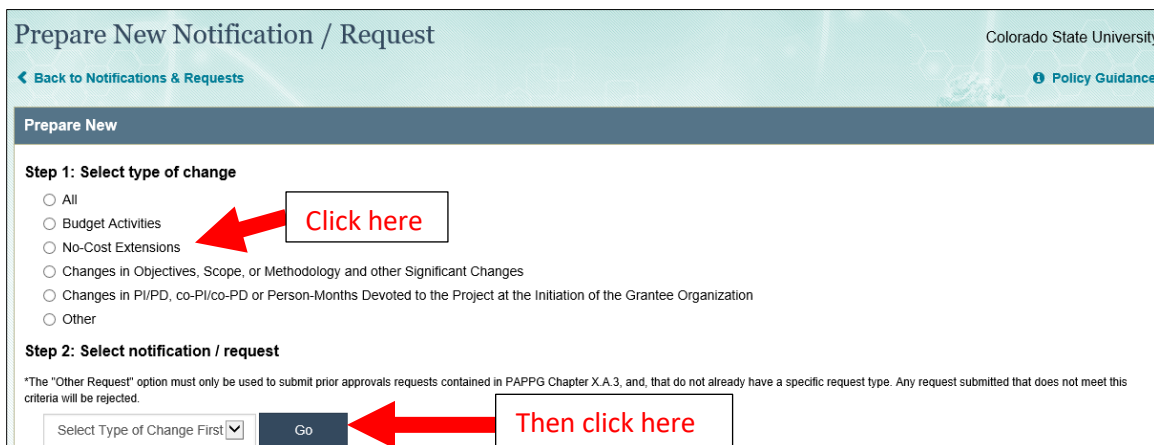 Prepare New Notification / Request
Colorado State University
Back to Notifications & Requests
Policy Guidance
Prepare New
Step 1: Select type of change
All
Budget Activities
Click here
No-Cost Extensions
Changes in Objectives, Scope, or Methodology and other Significant Changes
Changes in PI/PD, co-PI/co-PD or Person-Months Devoted to the Project at the Initiation of the Grantee Organization
Other
Step 2: Select notification / request
*The "Other Request" option must only be used to submit prior approvals requests contained in PAPPG Chapter X.A.3, and, that do not already have a specific request type. Any request submitted that does not meet this
criteria will be rejected.
Select Type of Change First
Go
Then click here